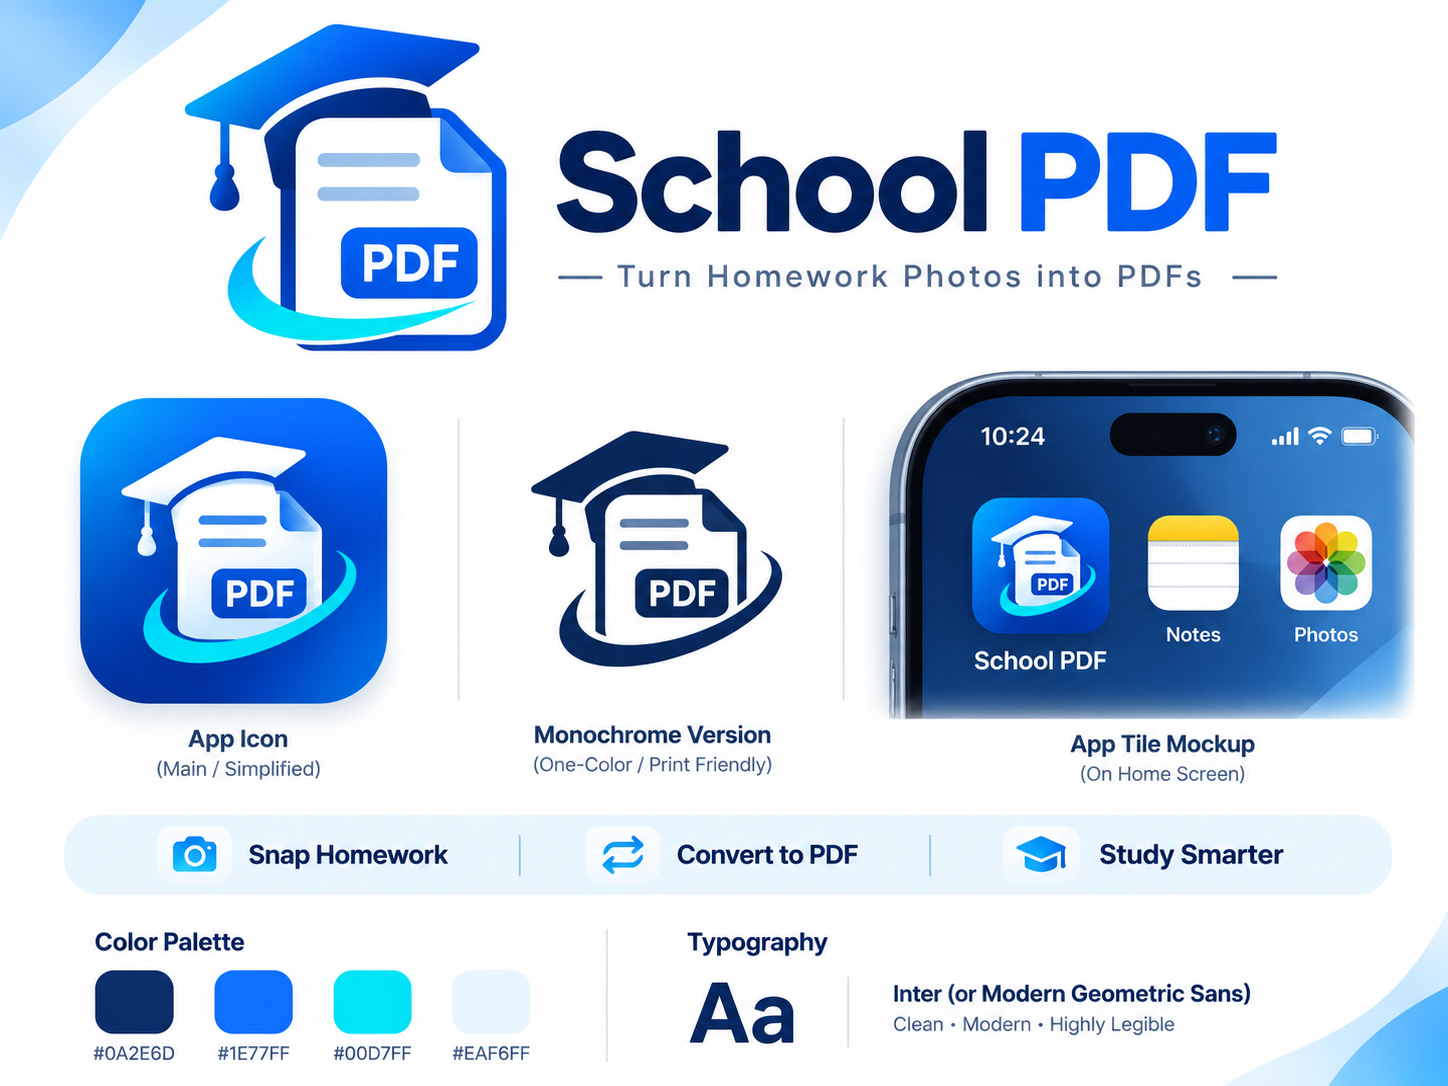 PDF
School PDF
Turn Homework Photos into PDFs
PDF
App Icon
(Main / Simplified)
PDF
Monochrome Version
(One-Color / Print Friendly)
10:24
PDF
School PDF
Notes
Photos
App Tile Mockup
(On Home Screen)
Snap Homework
Convert to PDF
Study Smarter
Color Palette
#0A2E6D
#1E77FF
#00D7FF
#EAF6FF
Typography
Aa
Inter (or Modern Geometric Sans)
Clean • Modern • Highly Legible